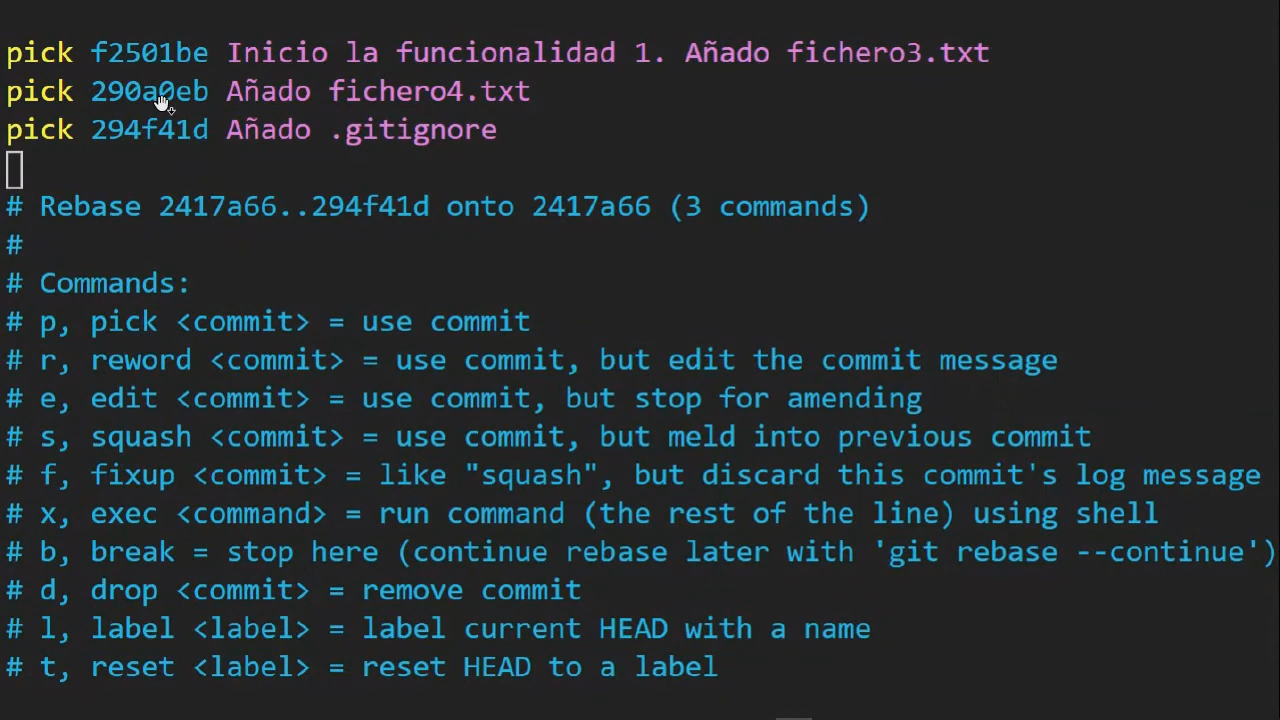 pick f2501be Inicio la funcionalidad 1. Añado fichero3.txt
pick 290a0eb Añado fichero4.txt
pick 294f41d Añado .gitignore
# Rebase 2417a66..294f41d onto 2417a66 (3 commands)
#
# Commands:
# p, pick <commit> = use commit
# r, reword <commit> = use commit, but edit the commit message
# e, edit <commit> = use commit, but stop for amending
# s, squash <commit> = use commit, but meld into previous commit
# f, fixup <commit> = like "squash", but discard this commit's log message
# x, exec <command> = run command (the rest of the line) using shell
# b, break = stop here (continue rebase later with 'git rebase --continue')
# d, drop <commit> = remove commit
# l, label <label> = label current HEAD with a name
# t, reset <label> = reset HEAD to a label